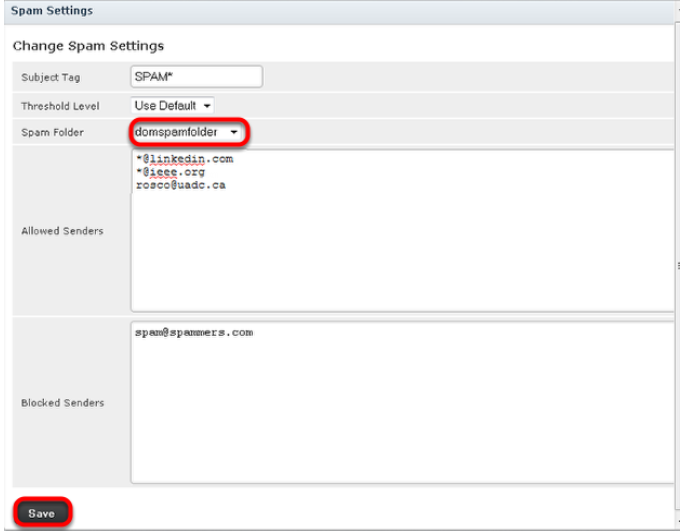 Spam Settings
Change Spam Settings
Subject Tag SPAM*
Threshold Level Use Default
Spam Folder domspamfolder
*@linkedin.com
*@ieee.org
rosco@uadc.ca
Allowed Senders
spam@spammers.com
Blocked Senders
Save